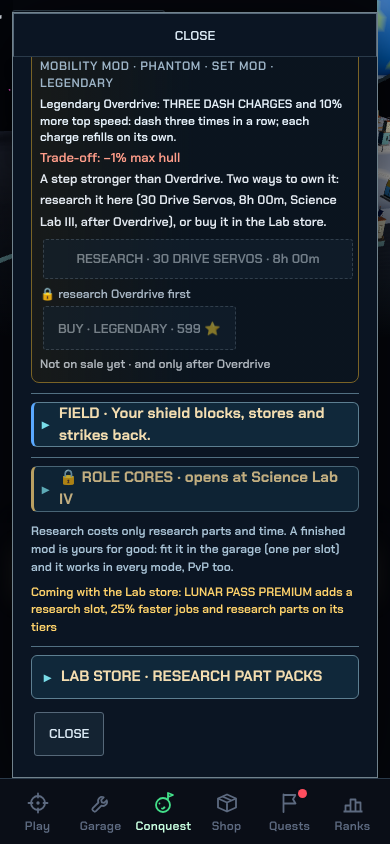 CLOSE
MOBILITY MOD · PHANTOM · SET MOD ·
LEGENDARY
Legendary Overdrive: THREE DASH CHARGES and 10%
more top speed: dash three times in a row; each
charge refills on its own.
Trade-off: −1% max hull
A step stronger than Overdrive. Two ways to own it:
research it here (30 Drive Servos, 8h 00m, Science
Lab III, after Overdrive), or buy it in the Lab store.
RESEARCH · 30 DRIVE SERVOS · 8h 00m
🔒 research Overdrive first
BUY · LEGENDARY · 599 ⭐
Not on sale yet · and only after Overdrive
▸ FIELD · Your shield blocks, stores and
strikes back.
▸ 🔒 ROLE CORES · opens at Science Lab
IV
Research costs only research parts and time. A finished
mod is yours for good: fit it in the garage (one per slot)
and it works in every mode, PvP too.
Coming with the Lab store: LUNAR PASS PREMIUM adds a
research slot, 25% faster jobs and research parts on its
tiers
▸ LAB STORE · RESEARCH PART PACKS
CLOSE
Play Garage Conquest Shop Quests Ranks